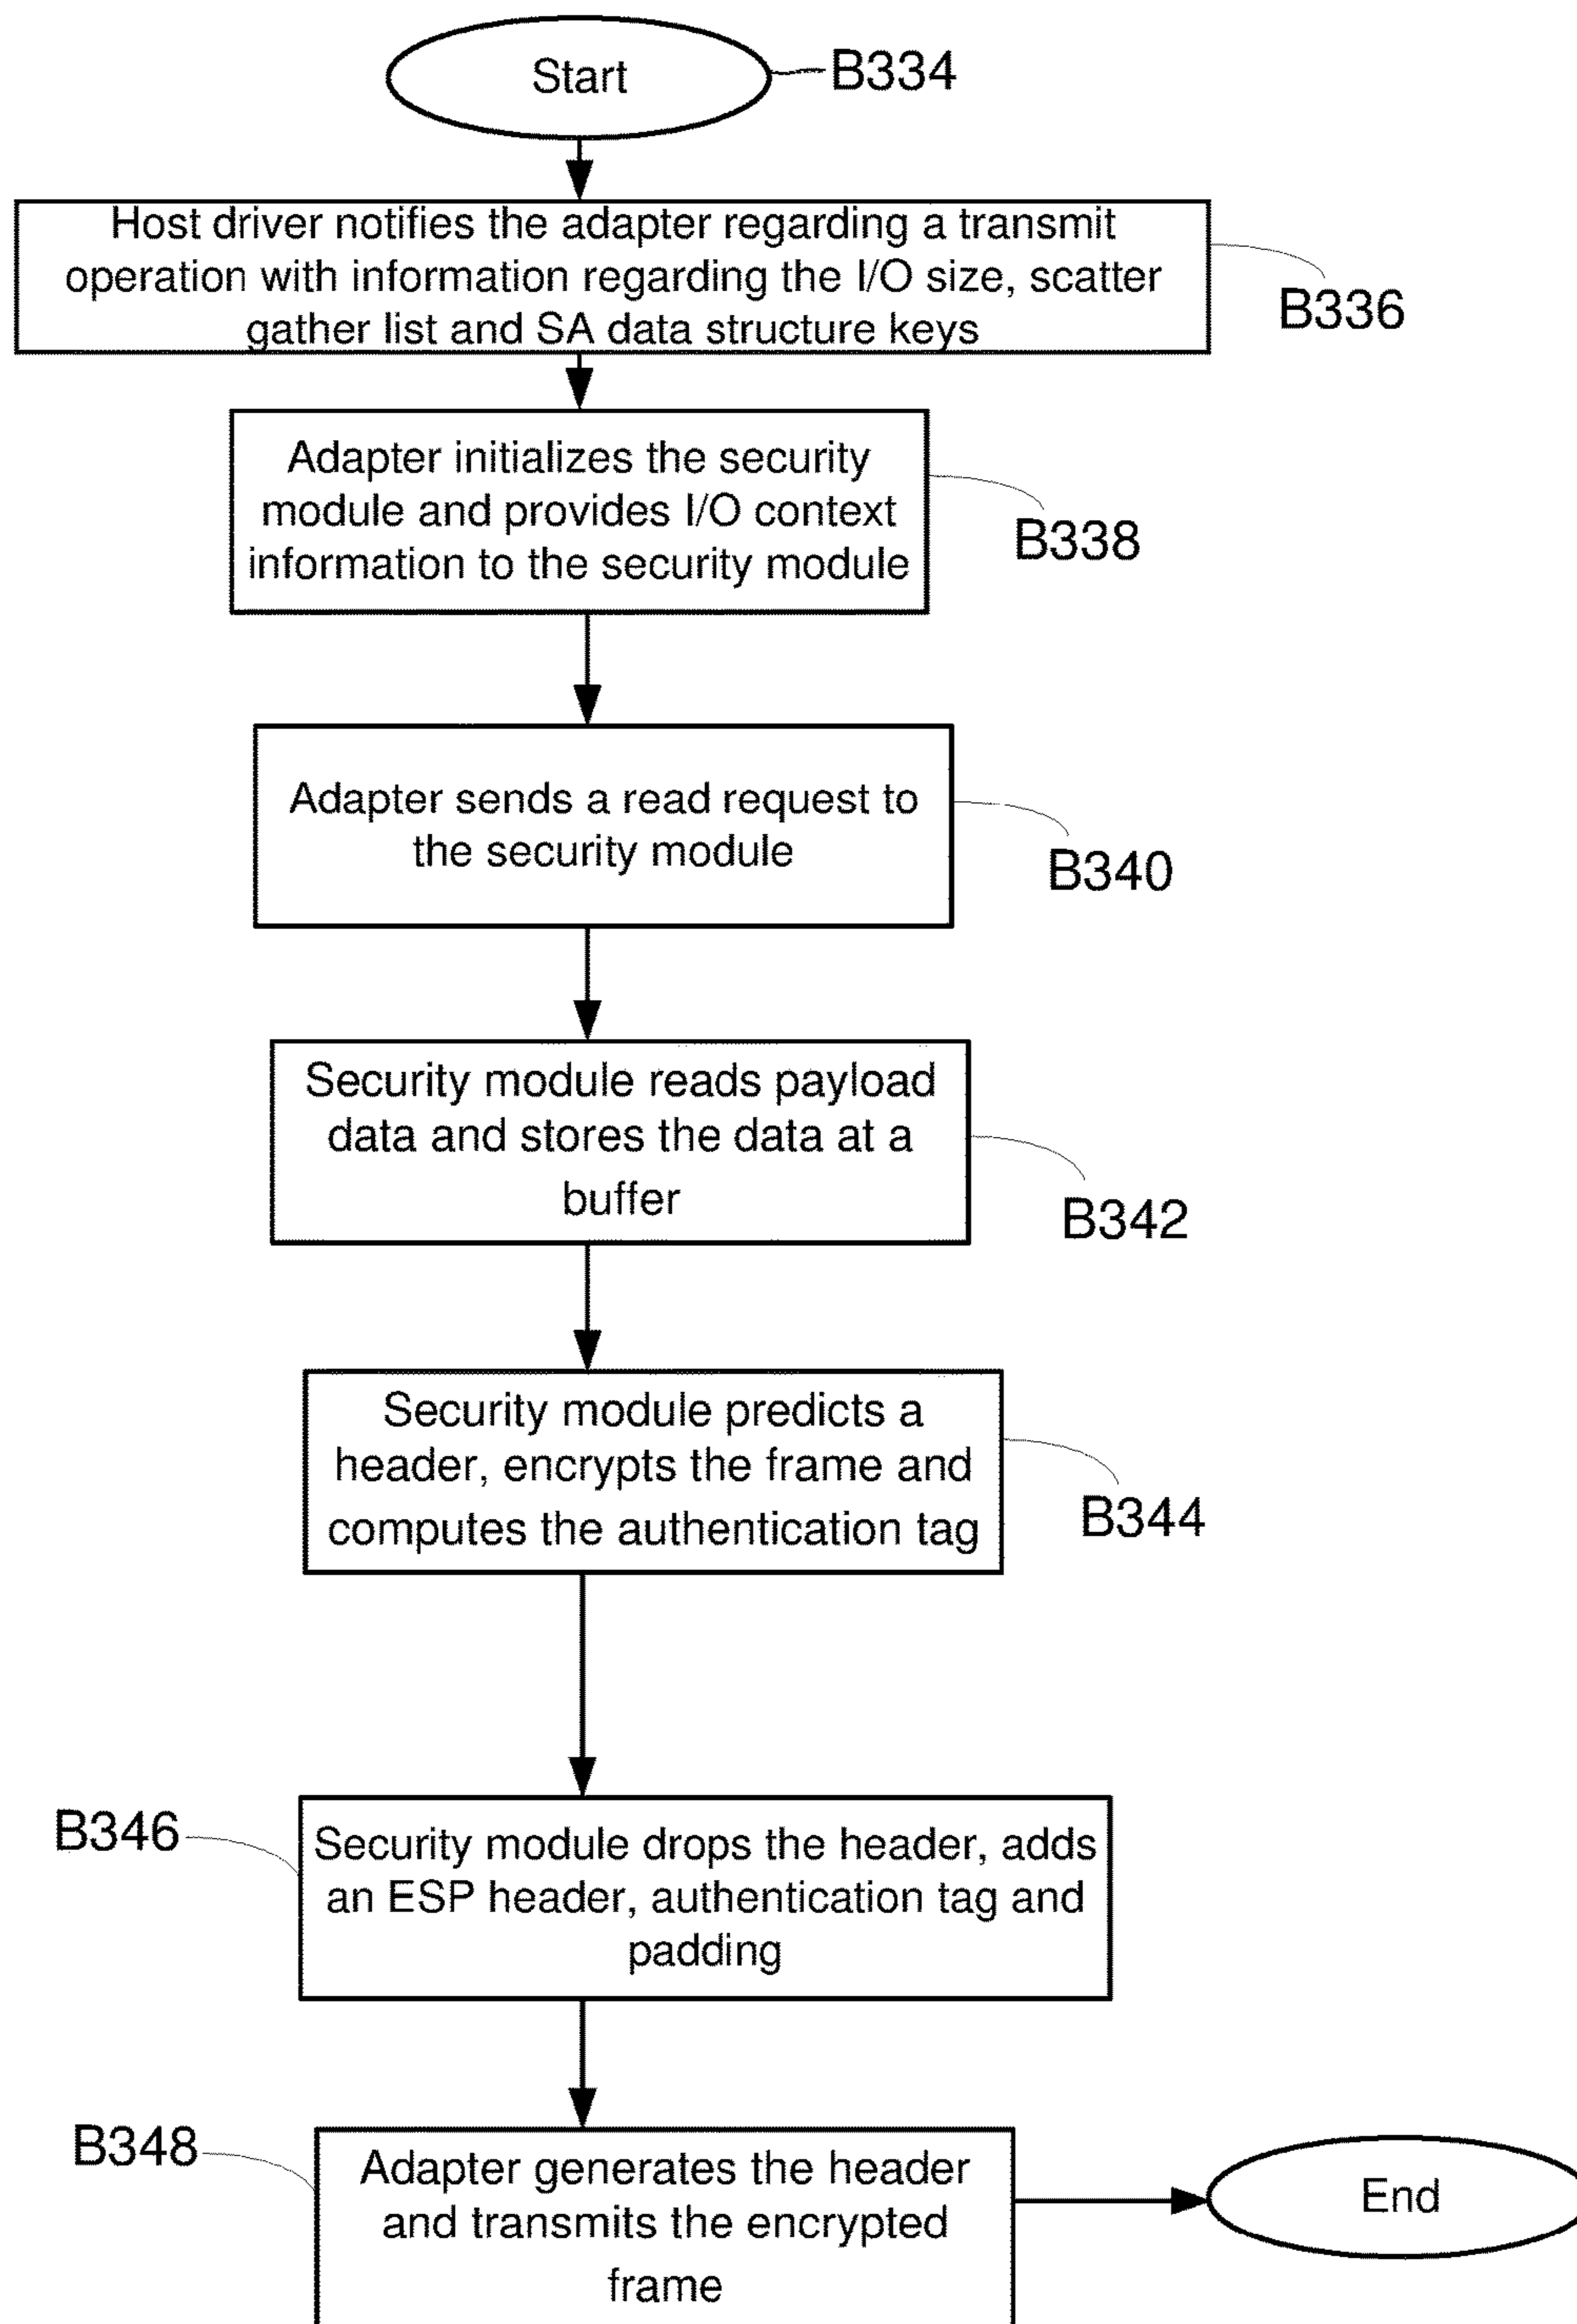 Start
B334
Host driver notifies the adapter regarding a transmit
operation with information regarding the I/O size, scatter
gather list and SA data structure keys
B336
Adapter initializes the security
module and provides I/O context
information to the security module
B338
Adapter sends a read request to
the security module
B340
Security module reads payload
data and stores the data at a
buffer
B342
Security module predicts a
header, encrypts the frame and
computes the authentication tag
B344
B346
Security module drops the header, adds
an ESP header, authentication tag and
padding
B348
Adapter generates the header
and transmits the encrypted
frame
End